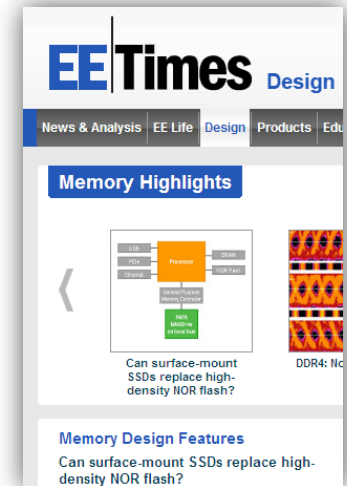 EE Times Design
News & Analysis EE Life Design Products Edu
Memory Highlights
USB
PCIe
Ethernet
Processor
DRAM
NOR Flash
General Purpose
Memory Controller
PATA
NANDrive
Can surface-mount
SSDs replace high-
density NOR flash?
DDR4: No
Memory Design Features
Can surface-mount SSDs replace high-
density NOR flash?